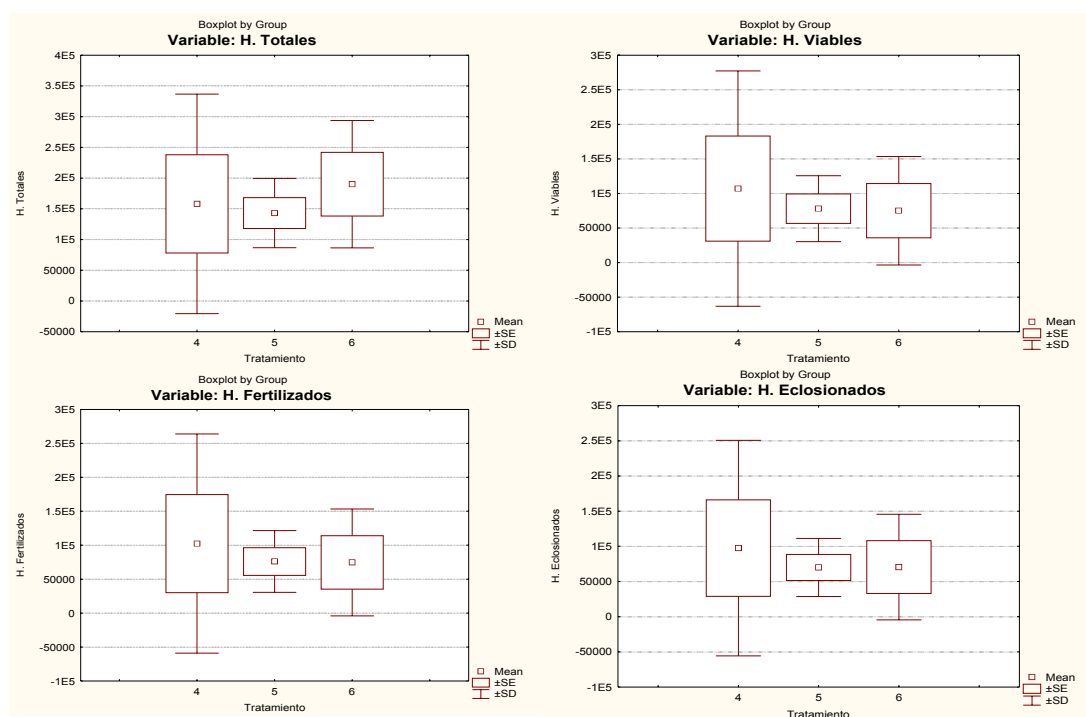 Boxplot by Group
Variable: H. Totales
4E5
3.5E5
3E5
2.5E5
2E5
1.5E5
1E5
50000
0
-50000
H. Totales
4 5 6
Tratamiento
Mean
±SE
±SD
Boxplot by Group
Variable: H. Viables
3E5
2.5E5
2E5
1.5E5
1E5
50000
0
-50000
-1E5
H. Viables
4 5 6
Tratamiento
Mean
±SE
±SD
Boxplot by Group
Variable: H. Fertilizados
3E5
2.5E5
2E5
1.5E5
1E5
50000
0
-50000
-1E5
H. Fertilizados
4 5 6
Tratamiento
Mean
±SE
±SD
Boxplot by Group
Variable: H. Eclosionados
3E5
2.5E5
2E5
1.5E5
1E5
50000
0
-50000
-1E5
H. Eclosionados
4 5 6
Tratamiento
Mean
±SE
±SD